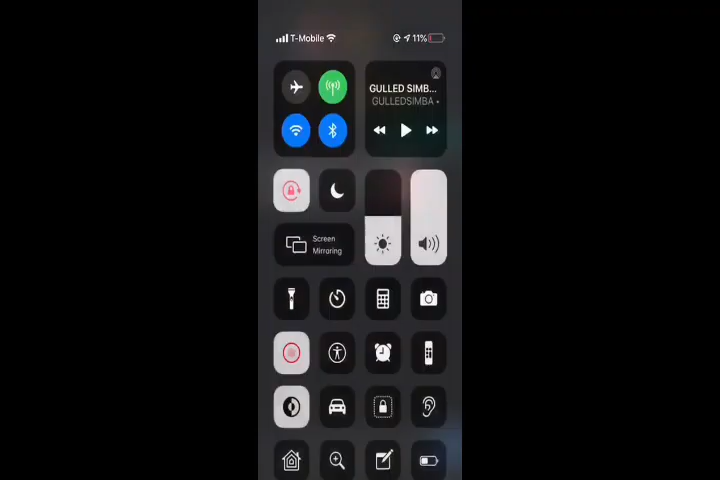 T-Mobile 11%
GULLED SIMB...
GULLEDSIMBA •
Screen
Mirroring